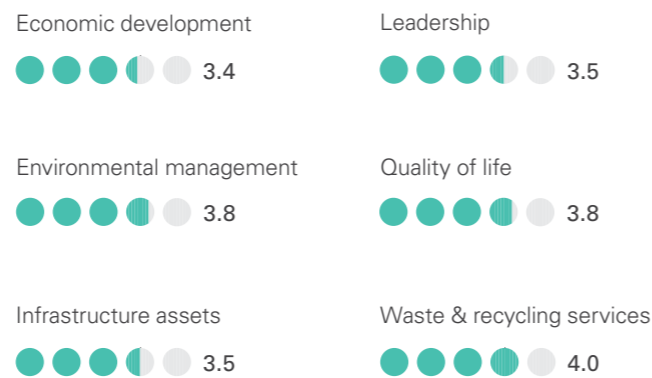 Economic development
3.4
Leadership
3.5
Environmental management
3.8
Quality of life
3.8
Infrastructure assets
3.5
Waste & recycling services
4.0